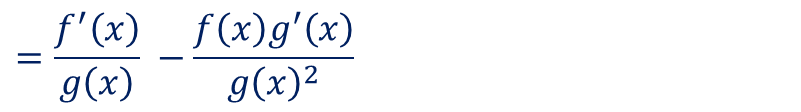 = f′(x)/g(x) − f(x)g′(x)/g(x)²